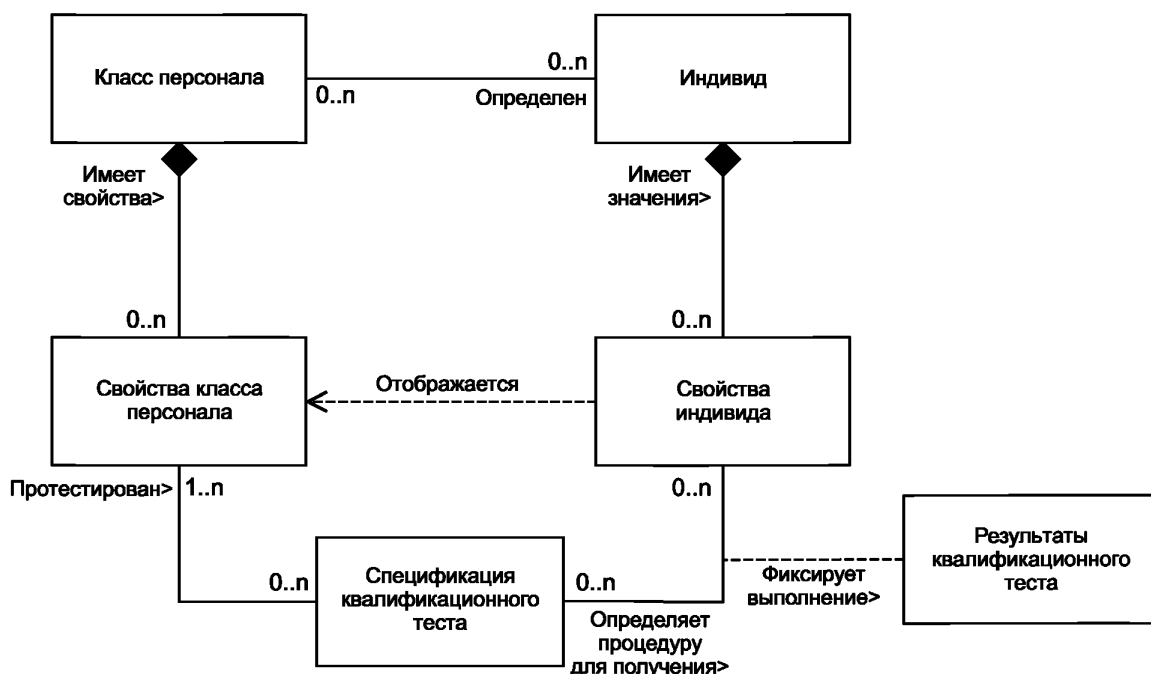 Класс персонала
0..n
0..n
Определен
Индивид
Имеет
свойства>
Имеет
значения>
0..n
0..n
Свойства класса
персонала
Отображается
Свойства
индивида
Протестирован>
1..n
0..n
0..n
Спецификация
квалификационного
теста
0..n
Определяет
процедуру
для получения>
Фиксирует
выполнение>
Результаты
квалификационного
теста